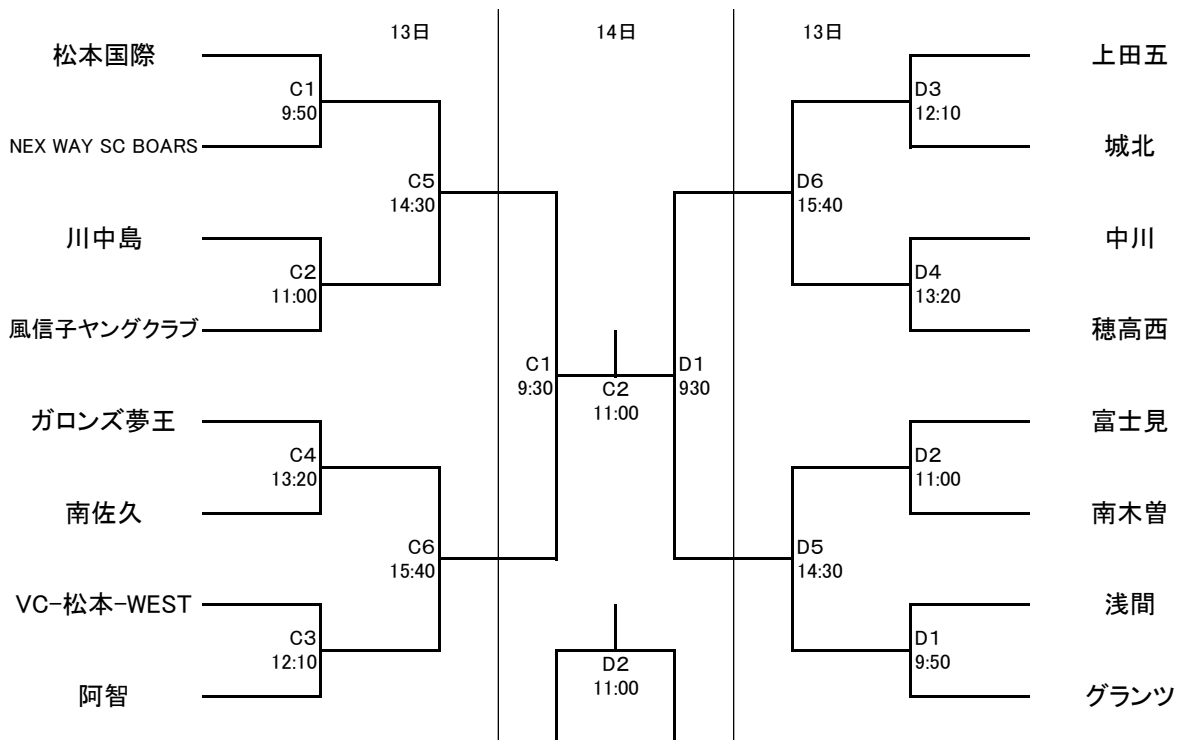 13日
14日
13日
松本国際
C1
9:50
NEX WAY SC BOARS
C5
14:30
川中島
C2
11:00
風信子ヤングクラブ
C1
9:30
ガロンズ夢王
C4
13:20
南佐久
C6
15:40
VC-松本-WEST
C3
12:10
阿智
C2
11:00
D2
11:00
上田五
D3
12:10
城北
D6
15:40
中川
D4
13:20
穂高西
D1
930
富士見
D2
11:00
南木曽
D5
14:30
浅間
D1
9:50
グランツ